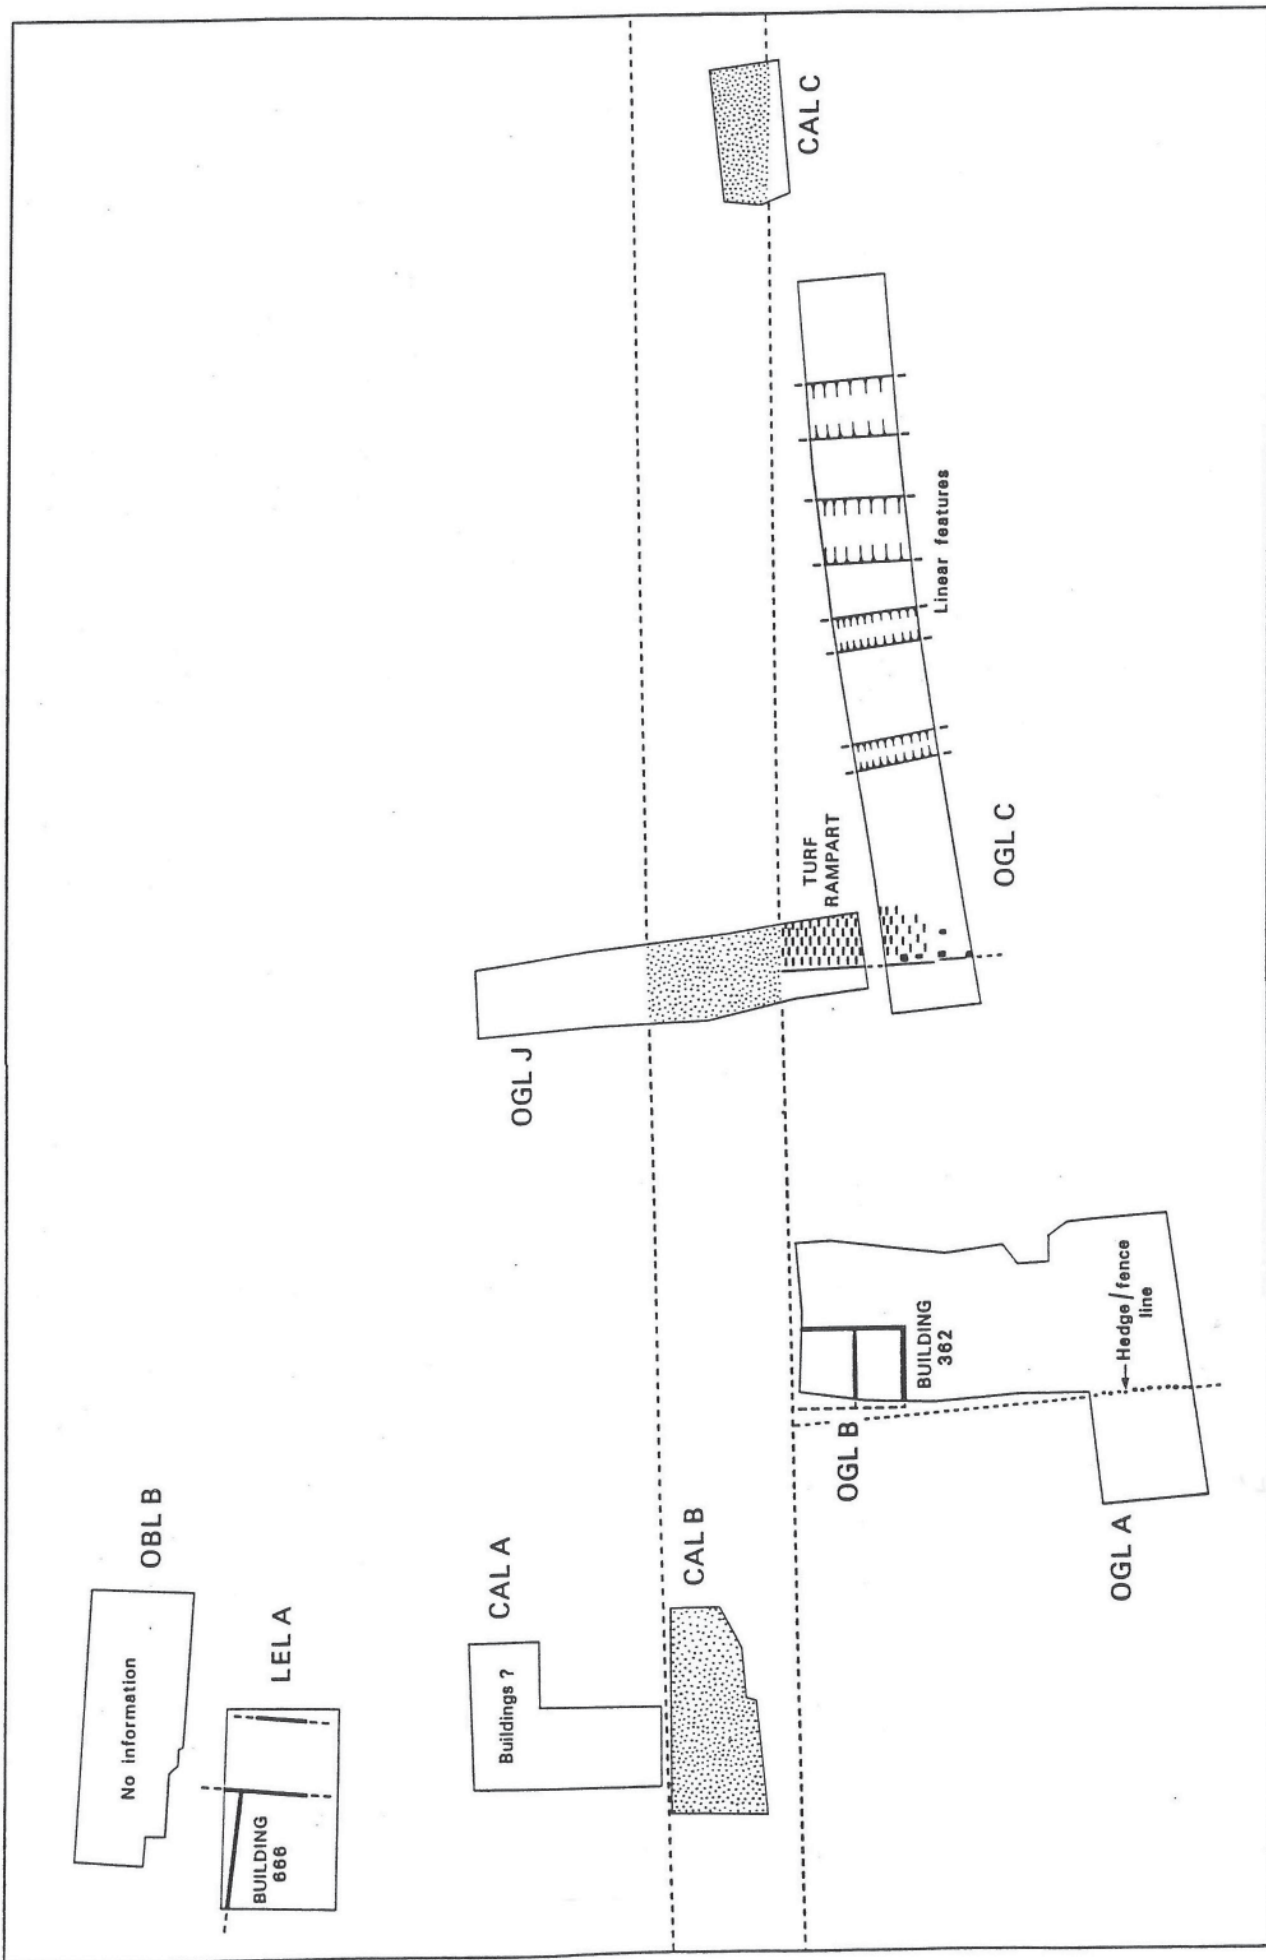 OBL B
No information
LEL A
BUILDING
666
CAL A
Buildings ?
CAL B
OGL J
OGL B
BUILDING
362
Hedge/fence
line
OGL A
TURF
RAMPART
OGL C
Linear features
CAL C